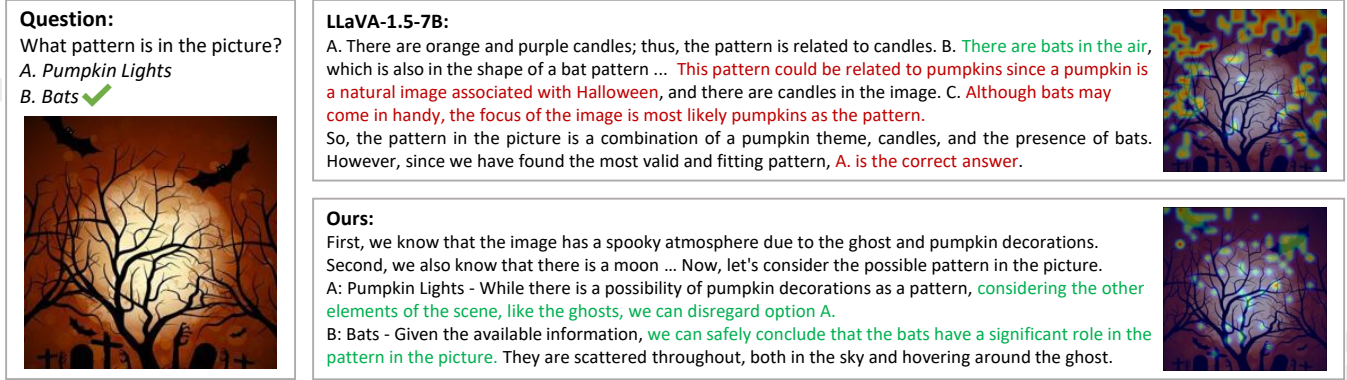 Question:
What pattern is in the picture?
A. Pumpkin Lights
B. Bats
LLaVA-1.5-7B:
A. There are orange and purple candles; thus, the pattern is related to candles. B. There are bats in the air,
which is also in the shape of a bat pattern ... This pattern could be related to pumpkins since a pumpkin is
a natural image associated with Halloween, and there are candles in the image. C. Although bats may
come in handy, the focus of the image is most likely pumpkins as the pattern.
So, the pattern in the picture is a combination of a pumpkin theme, candles, and the presence of bats.
However, since we have found the most valid and fitting pattern, A. is the correct answer.
Ours:
First, we know that the image has a spooky atmosphere due to the ghost and pumpkin decorations.
Second, we also know that there is a moon ... Now, let's consider the possible pattern in the picture.
A: Pumpkin Lights - While there is a possibility of pumpkin decorations as a pattern, considering the other
elements of the scene, like the ghosts, we can disregard option A.
B: Bats - Given the available information, we can safely conclude that the bats have a significant role in the
pattern in the picture. They are scattered throughout, both in the sky and hovering around the ghost.